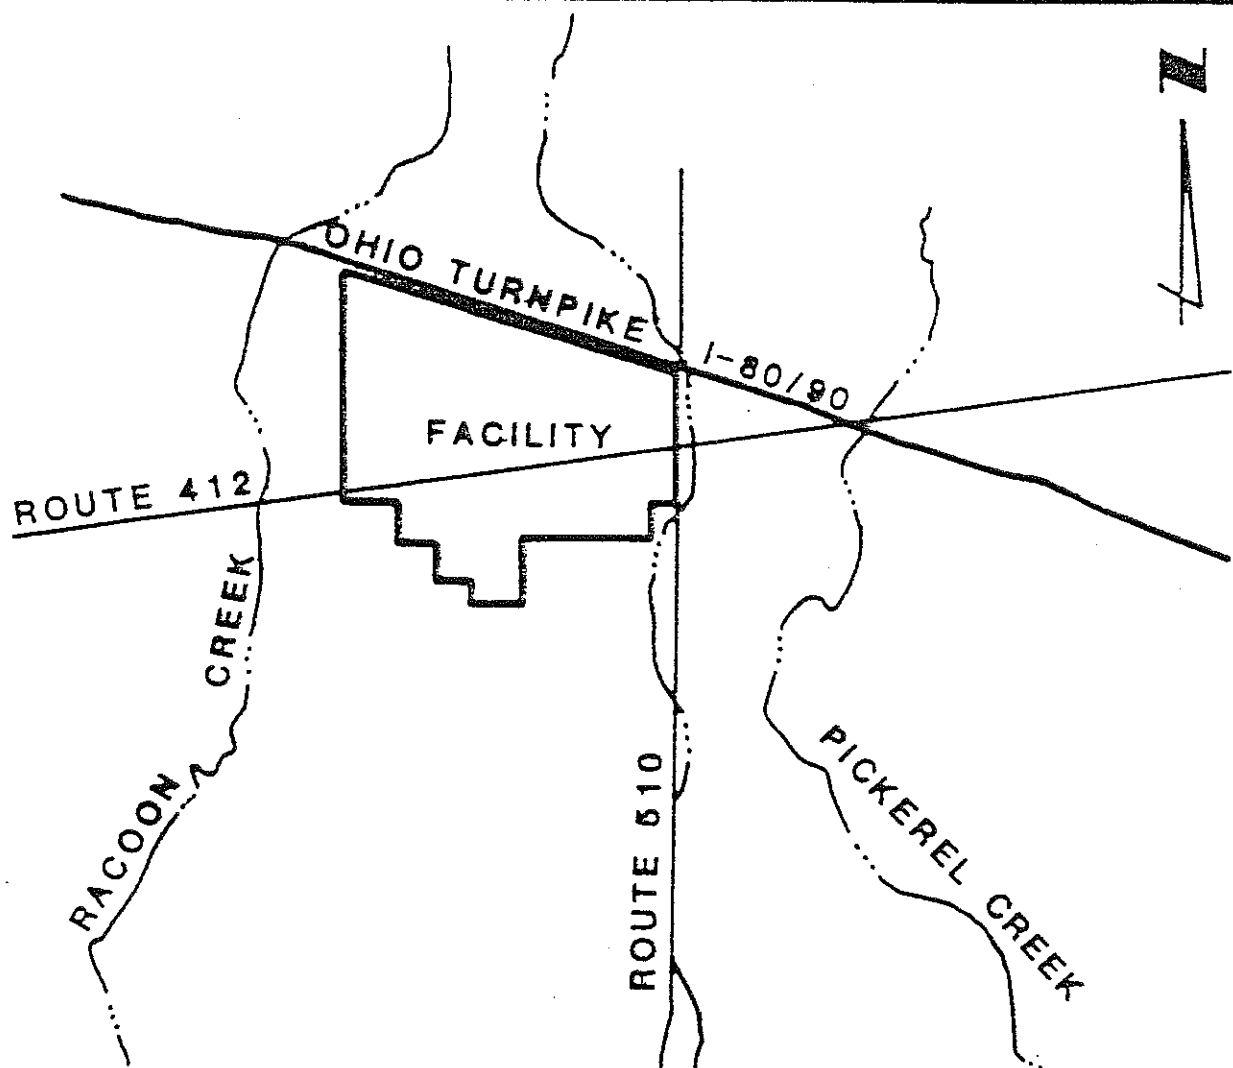 N
OHIO TURNPIKE
I-80/90
FACILITY
ROUTE 412
RACOON CREEK
ROUTE 510
PICKEREL CREEK